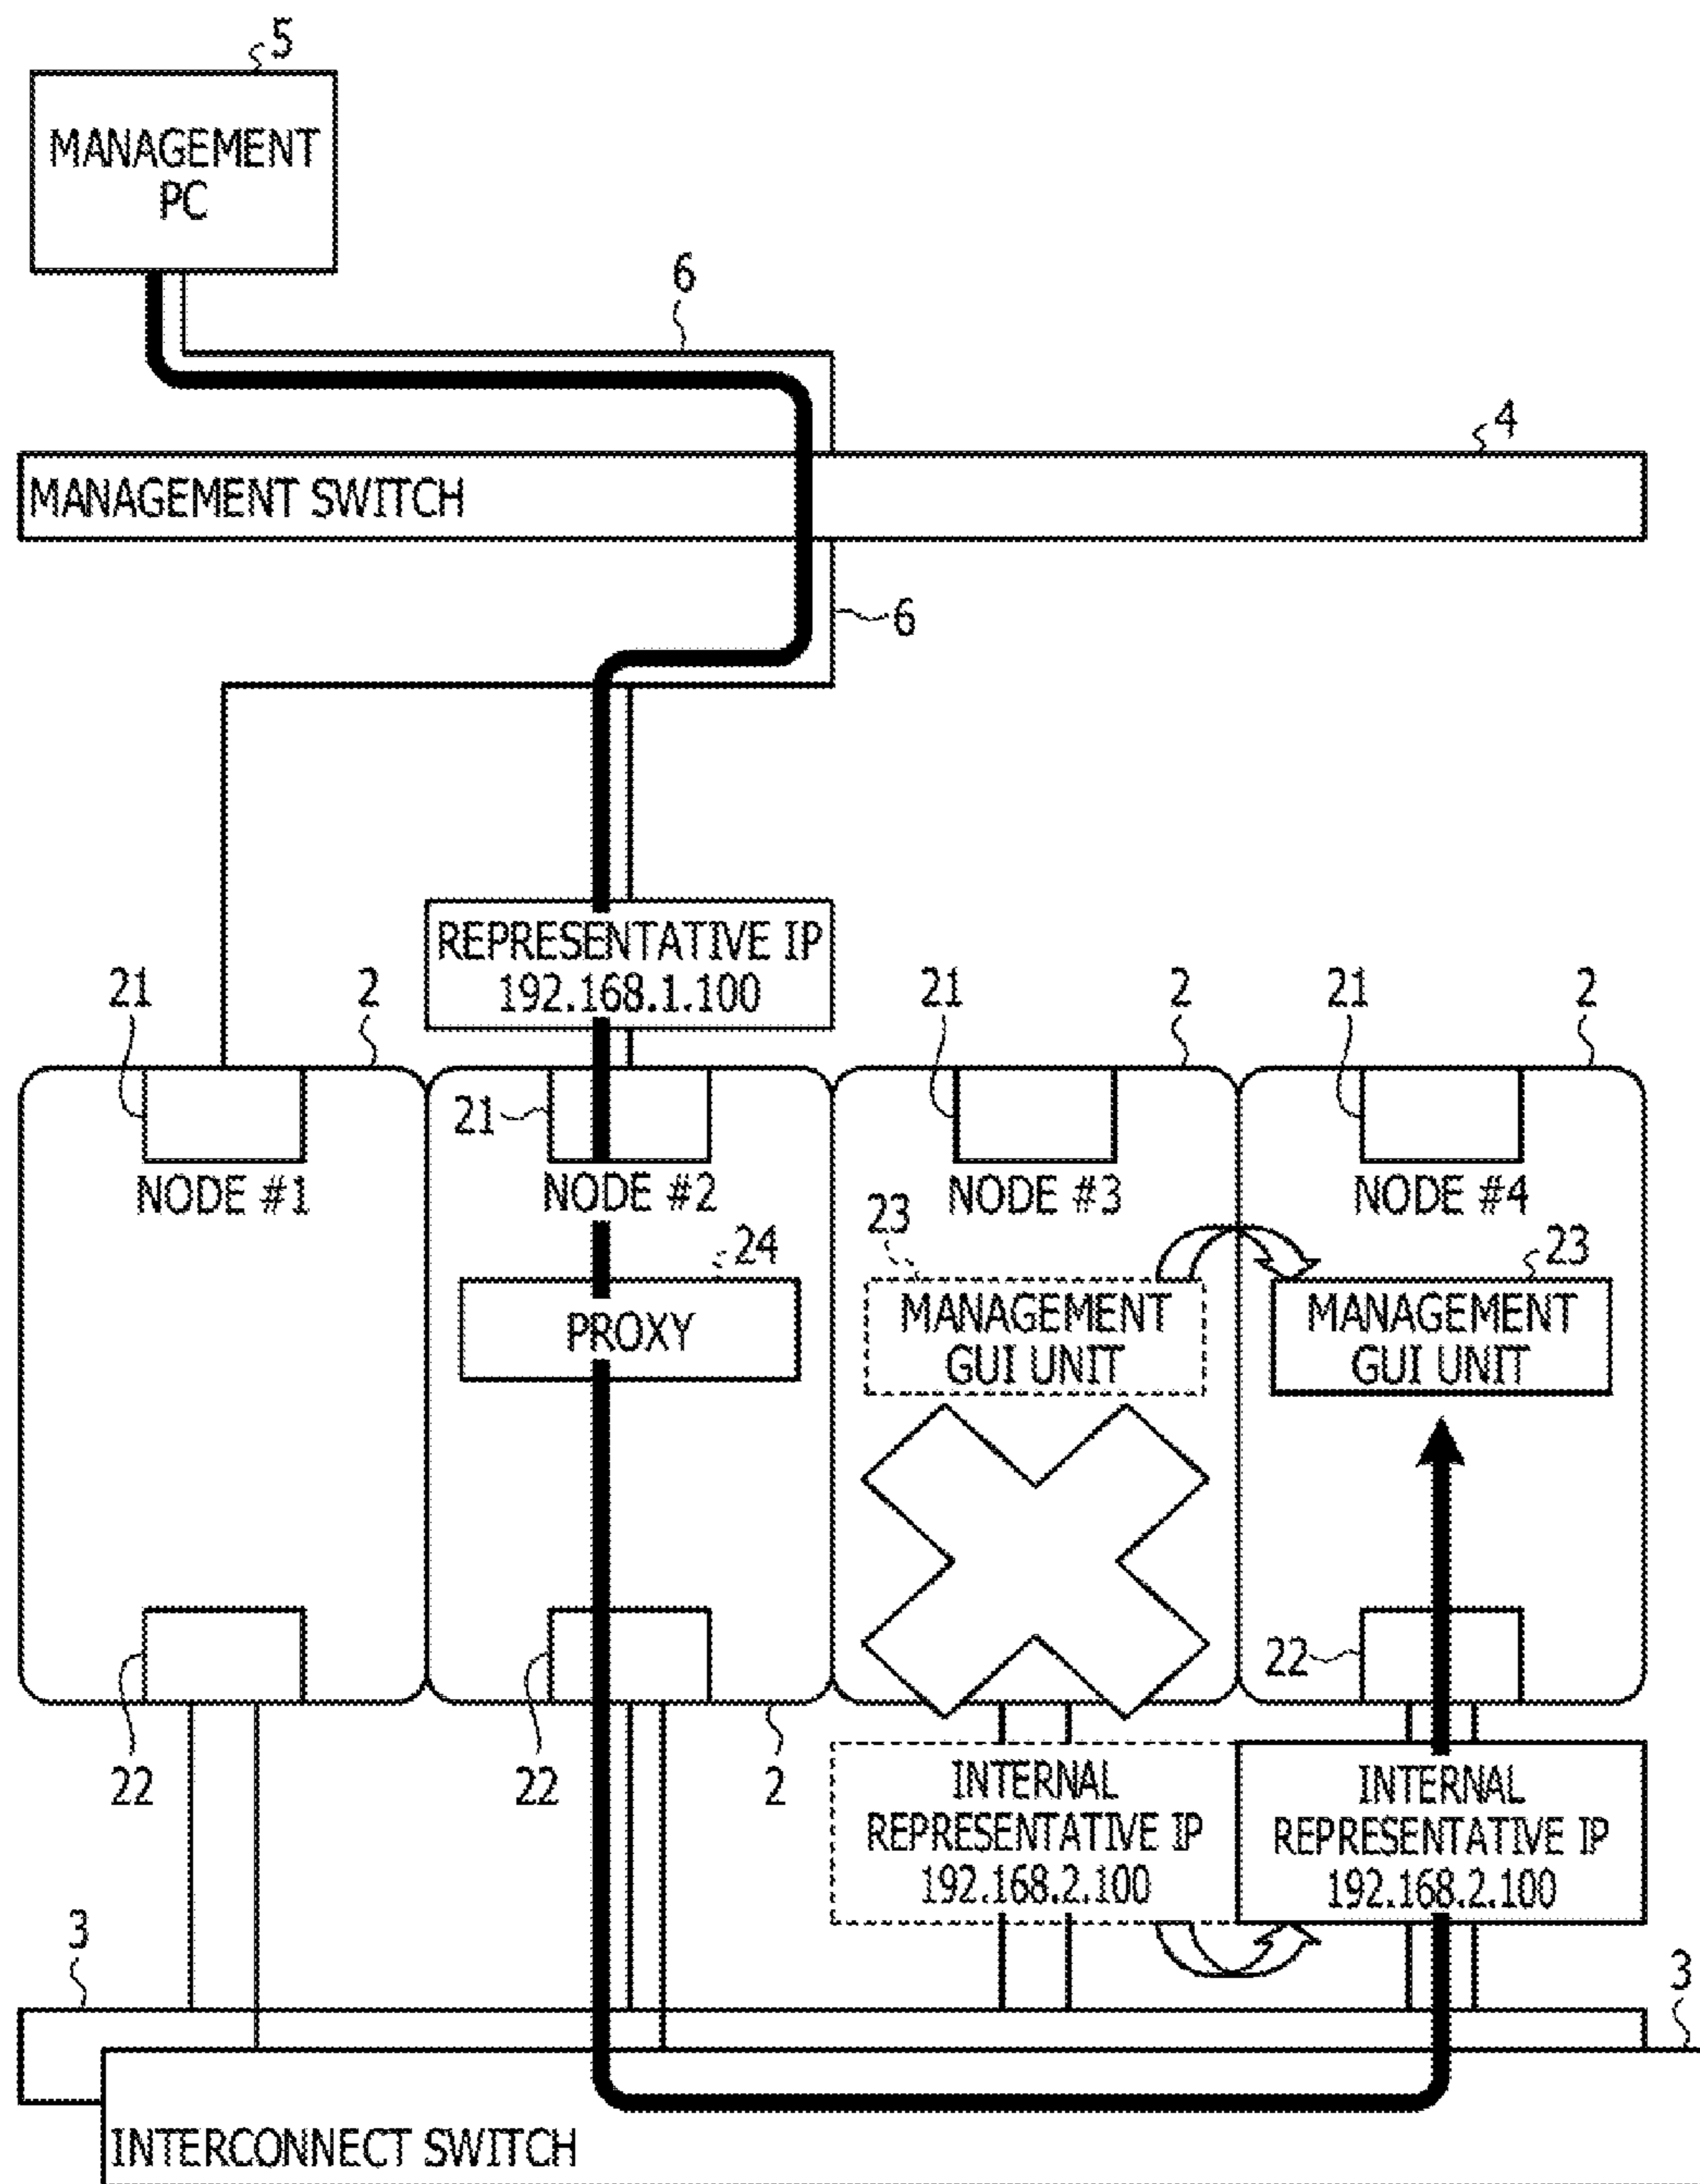 5
MANAGEMENT
PC
6
4
MANAGEMENT SWITCH
6
REPRESENTATIVE IP
192.168.1.100
21
2
21
2
21
2
21
NODE #1
NODE #2
NODE #3
NODE #4
24
23
23
PROXY
MANAGEMENT
GUI UNIT
MANAGEMENT
GUI UNIT
22
22
22
2
INTERNAL
REPRESENTATIVE IP
192.168.2.100
INTERNAL
REPRESENTATIVE IP
192.168.2.100
3
3
INTERCONNECT SWITCH